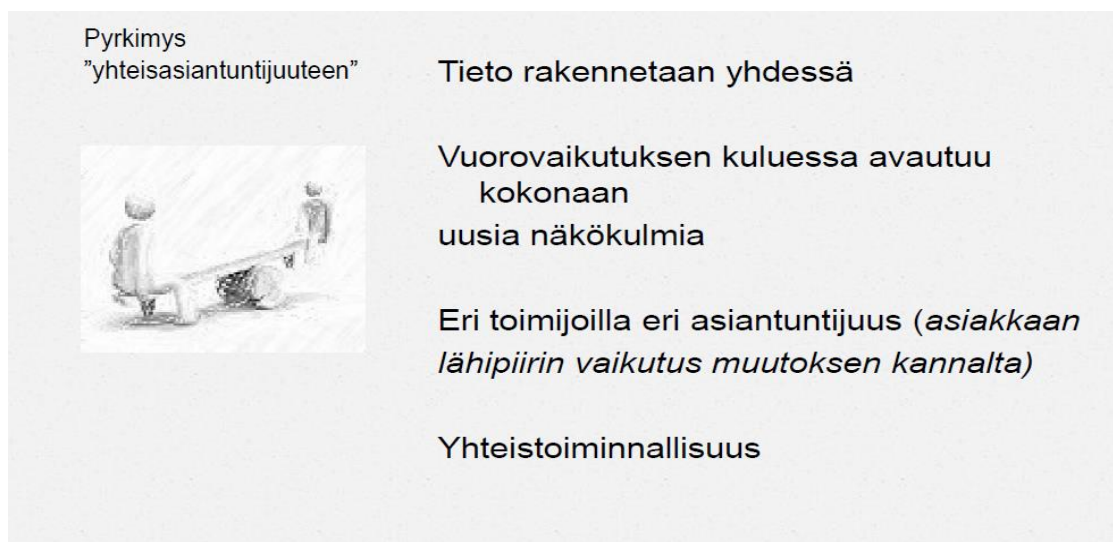 Pyrkimys
”yhteisasiantuntijuuteen”
Tieto rakennetaan yhdessä
Vuorovaikutuksen kuluessa avautuu
kokonaan
uusia näkökulmia
Eri toimijoilla eri asiantuntijuus (asiakkaan
lähipiirin vaikutus muutoksen kannalta)
Yhteistoiminnallisuus